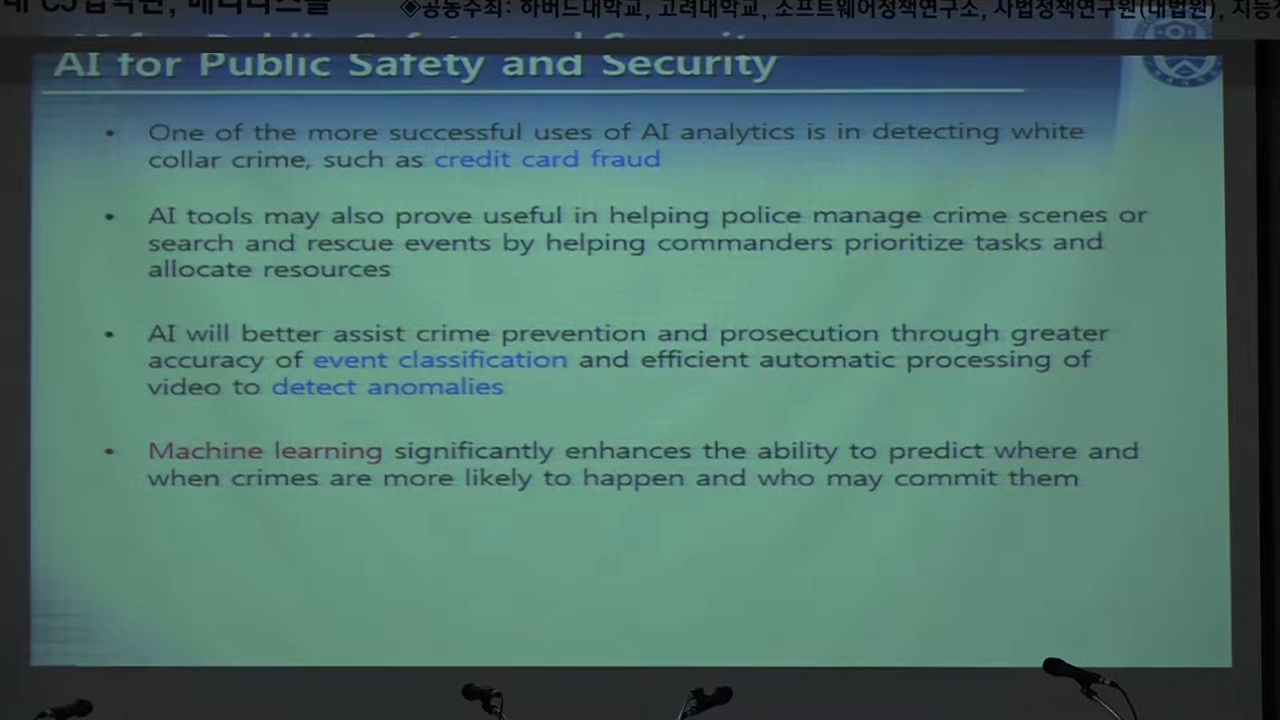 ◈공동주최: 하버드대학교, 고려대학교, 소프트웨어정책연구소, 사법정책연구원(대법원),
AI for Public Safety and Security
• One of the more successful uses of AI analytics is in detecting white
collar crime, such as credit card fraud
• AI tools may also prove useful in helping police manage crime scenes or
search and rescue events by helping commanders prioritize tasks and
allocate resources
• AI will better assist crime prevention and prosecution through greater
accuracy of event classification and efficient automatic processing of
video to detect anomalies
• Machine learning significantly enhances the ability to predict where and
when crimes are more likely to happen and who may commit them